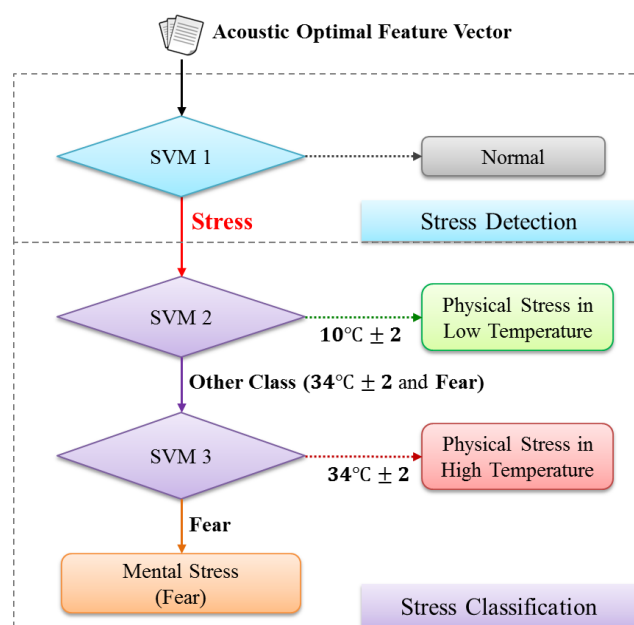 Acoustic Optimal Feature Vector
SVM 1
Normal
Stress
Stress Detection
SVM 2
10℃ ± 2
Physical Stress in
Low Temperature
Other Class (34℃ ± 2 and Fear)
SVM 3
34℃ ± 2
Physical Stress in
High Temperature
Fear
Mental Stress
(Fear)
Stress Classification